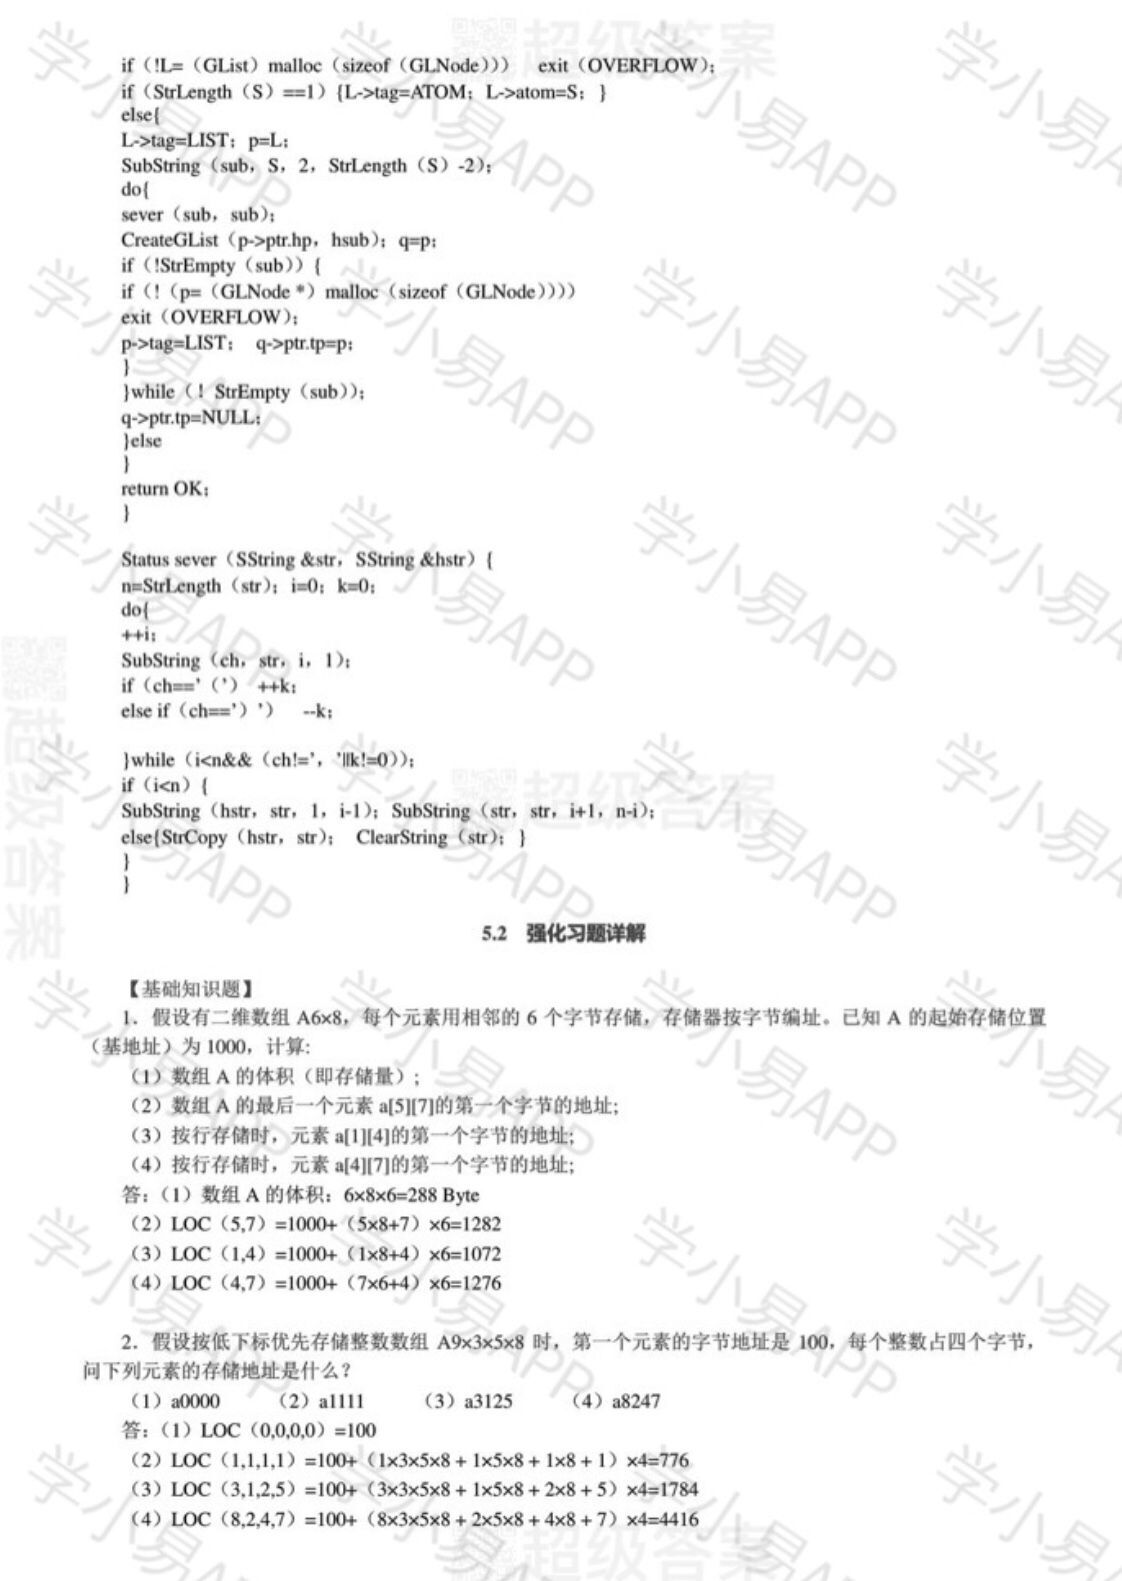 if（!L=（GList）malloc（sizeof（GLNode））） exit（OVERFLOW）；
if（StrLength（S）==1）{L->tag=ATOM；L->atom=S；}
else{
L->tag=LIST；p=L；
SubString（sub，S，2，StrLength（S）-2）；
do{
sever（sub，sub）；
CreateGList（p->ptr.hp，hsub）；q=p；
if（!StrEmpty（sub））{
if（!（p=（GLNode *）malloc（sizeof（GLNode））））
exit（OVERFLOW）；
p->tag=LIST； q->ptr.tp=p；
}
}while（！StrEmpty（sub））；
q->ptr.tp=NULL；
}else
}
return OK；
}
Status sever（SString &str，SString &hstr）{
n=StrLength（str）；i=0；k=0；
do{
++i；
SubString（ch，str，i，1）；
if（ch==’（’） ++k；
else if（ch==’）’） --k；
}while（i<n&&（ch!=’，’||k!=0））；
if（i<n）{
SubString（hstr，str，1，i-1）；SubString（str，str，i+1，n-i）；
else{StrCopy（hstr，str）； ClearString（str）；}
}
}
5.2 强化习题详解
【基础知识题】
1．假设有二维数组 A6×8，每个元素用相邻的 6 个字节存储，存储器按字节编址。已知 A 的起始存储位置
（基地址）为 1000，计算:
（1）数组 A 的体积（即存储量）;
（2）数组 A 的最后一个元素 a[5][7]的第一个字节的地址;
（3）按行存储时，元素 a[1][4]的第一个字节的地址;
（4）按行存储时，元素 a[4][7]的第一个字节的地址;
答：（1）数组 A 的体积：6×8×6=288 Byte
（2）LOC（5,7）=1000+（5×8+7）×6=1282
（3）LOC（1,4）=1000+（1×8+4）×6=1072
（4）LOC（4,7）=1000+（7×6+4）×6=1276
2．假设按低下标优先存储整数数组 A9×3×5×8 时，第一个元素的字节地址是 100，每个整数占四个字节，
问下列元素的存储地址是什么？
（1）a0000 （2）a1111 （3）a3125 （4）a8247
答：（1）LOC（0,0,0,0）=100
（2）LOC（1,1,1,1）=100+（1×3×5×8 + 1×5×8 + 1×8 + 1）×4=776
（3）LOC（3,1,2,5）=100+（3×3×5×8 + 1×5×8 + 2×8 + 5）×4=1784
（4）LOC（8,2,4,7）=100+（8×3×5×8 + 2×5×8 + 4×8 + 7）×4=4416
学小易APP
超级答案